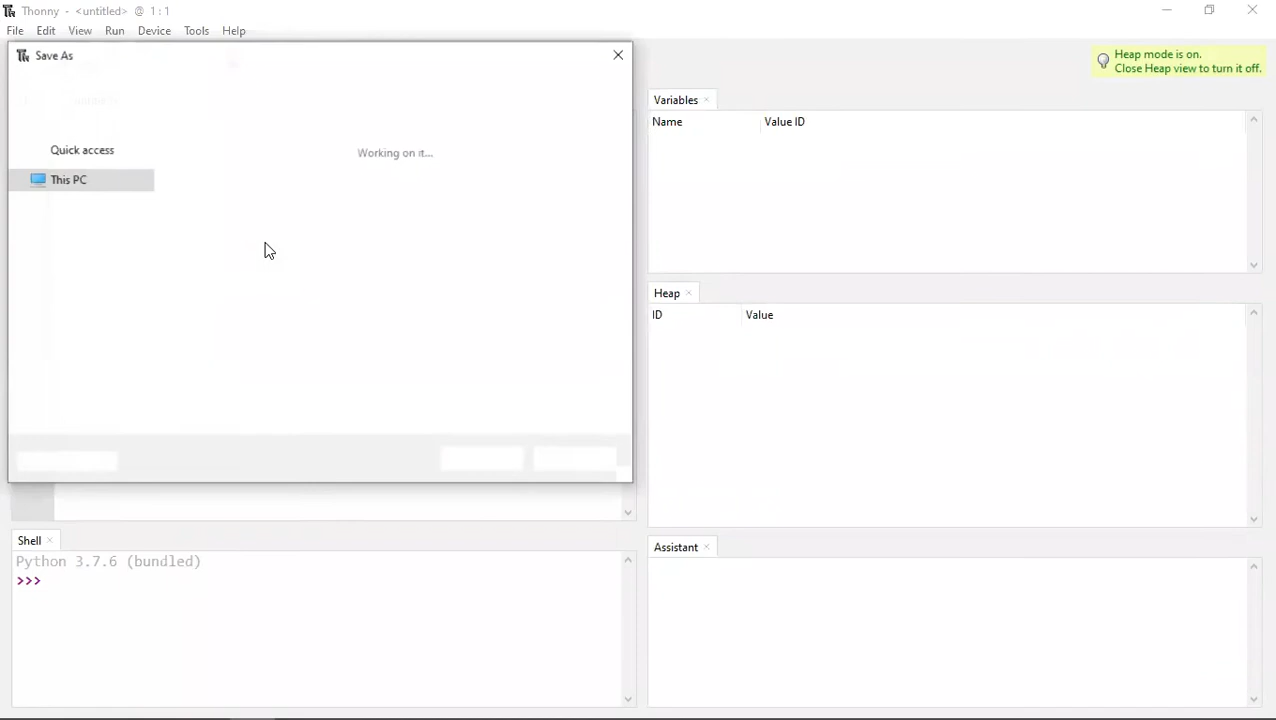 Thonny - <untitled> @ 1:1
File Edit View Run Device Tools Help
Save As
Quick access
Working on it...
This PC
Heap mode is on.
Close Heap view to turn it off.
Variables
Name Value ID
Heap
ID Value
Shell
Python 3.7.6 (bundled)
>>>
Assistant